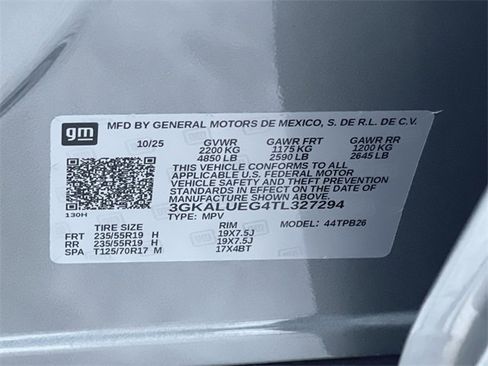 gm MFD BY GENERAL MOTORS DE MEXICO, S. DE R.L. DE C.V.
10/25 GVWR GAWR FRT GAWR RR
2200 KG 1175 KG 1200 KG
4850 LB 2590 LB 2645 LB
THIS VEHICLE CONFORMS TO ALL
APPLICABLE U.S. FEDERAL MOTOR
VEHICLE SAFETY AND THEFT PREVENTION
STANDARDS IN EFFECT ON THE DATE OF
MANUFACTURE SHOWN ABOVE.
3GKALUEG4TL327294
130H TYPE: MPV MODEL: 44TPB26
TIRE SIZE RIM
FRT 235/55R19 H 19X7.5J
RR 235/55R19 H 19X7.5J
SPA T125/70R17 M 17X4BT